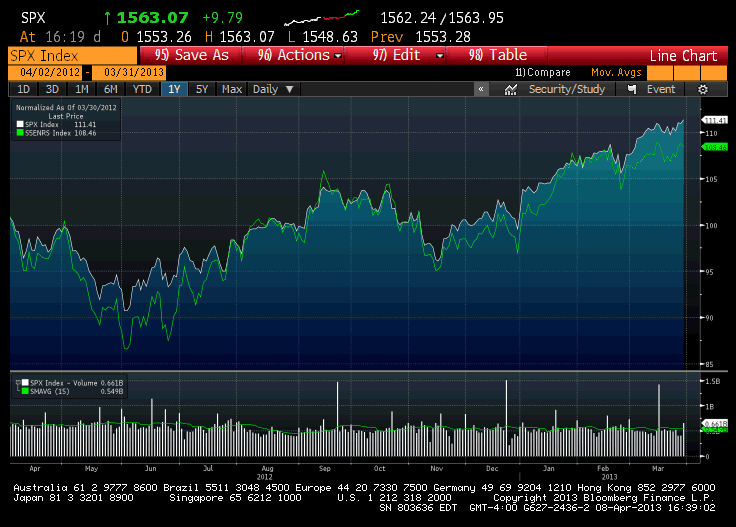 SPX ↑ 1563.07 +9.79 1562.24/1563.95
At 16:19 d O 1553.26 H 1563.07 L 1548.63 Prev 1553.28
SPX Index 95) Save As 96) Actions 97) Edit 98) Table Line Chart
04/02/2012 - 03/31/2013 11)Compare Mov. Avgs
1D 3D 1M 6M YTD 1Y 5Y Max Daily ▼ « Security/Study Event
Normalized As Of 03/30/2012
Last Price
SPX Index 111.41
S5ENRS Index 108.46
111.41
110
108.46
105
100
95
90
85
SPX Index - Volume 0.661B
SMAVG (15) 0.549B
1.5B
1B
0.661B
0
Apr May Jun Jul Aug Sep Oct Nov Dec Jan Feb Mar
2012 2013
Australia 61 2 9777 8600 Brazil 5511 3048 4500 Europe 44 20 7330 7500 Germany 49 69 9204 1210 Hong Kong 852 2977 6000
Japan 81 3 3201 8900 Singapore 65 6212 1000 U.S. 1 212 318 2000 Copyright 2013 Bloomberg Finance L.P.
SN 803636 EDT GMT-4:00 G627-2436-2 08-Apr-2013 16:39:02